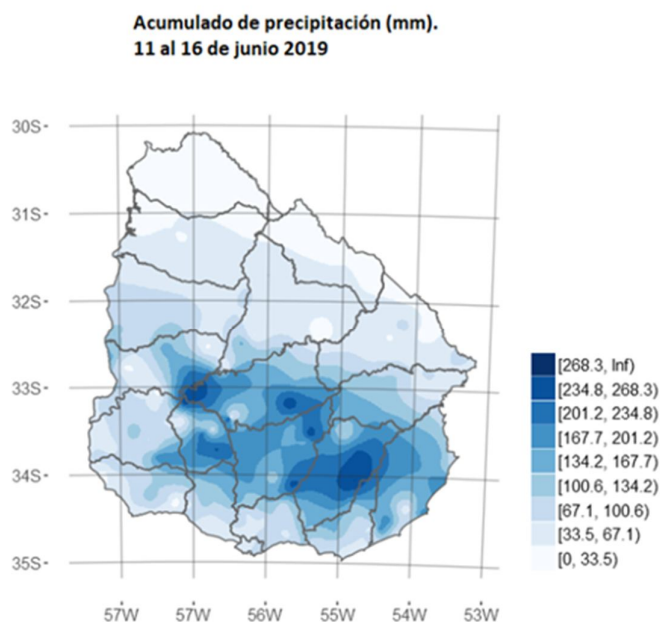 Acumulado de precipitación (mm).
11 al 16 de junio 2019
30S-
31S-
32S-
33S-
34S-
35S-
57W
57W
56W
55W
54W
53W
[268.3, Inf)
[234.8, 268.3)
[201.2, 234.8)
[167.7, 201.2)
[134.2, 167.7)
[100.6, 134.2)
[67.1, 100.6)
[33.5, 67.1)
[0, 33.5)